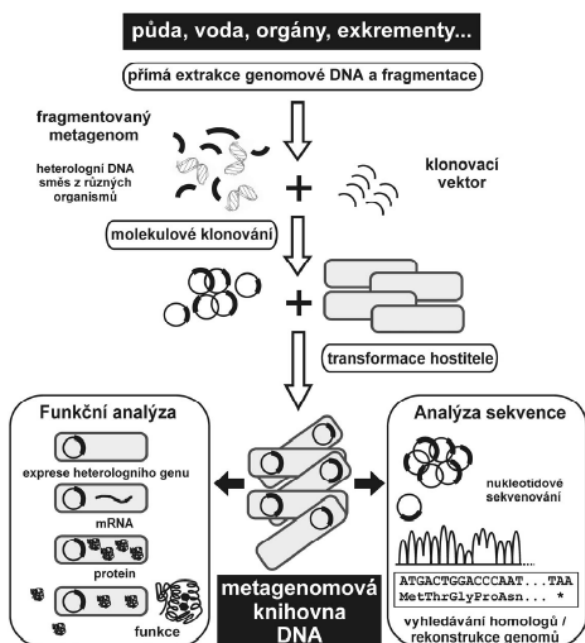 půda, voda, orgány, exkrementy...
přímá extrakce genomové DNA a fragmentace
fragmentovaný
metagenom
heterologní DNA
směs z různých
organismů
+
klonovací
vektor
molekulové klonování
+
transformace hostitele
Funkční analýza
exprese heterologního genu
mRNA
protein
funkce
metagenomová
knihovna
DNA
Analýza sekvence
nukleotidové
sekvenování
ATGACTGGACCCAAT...TAA
MetThrGlyProAsn... *
vyhledávání homologů /
rekonstrukce genomů